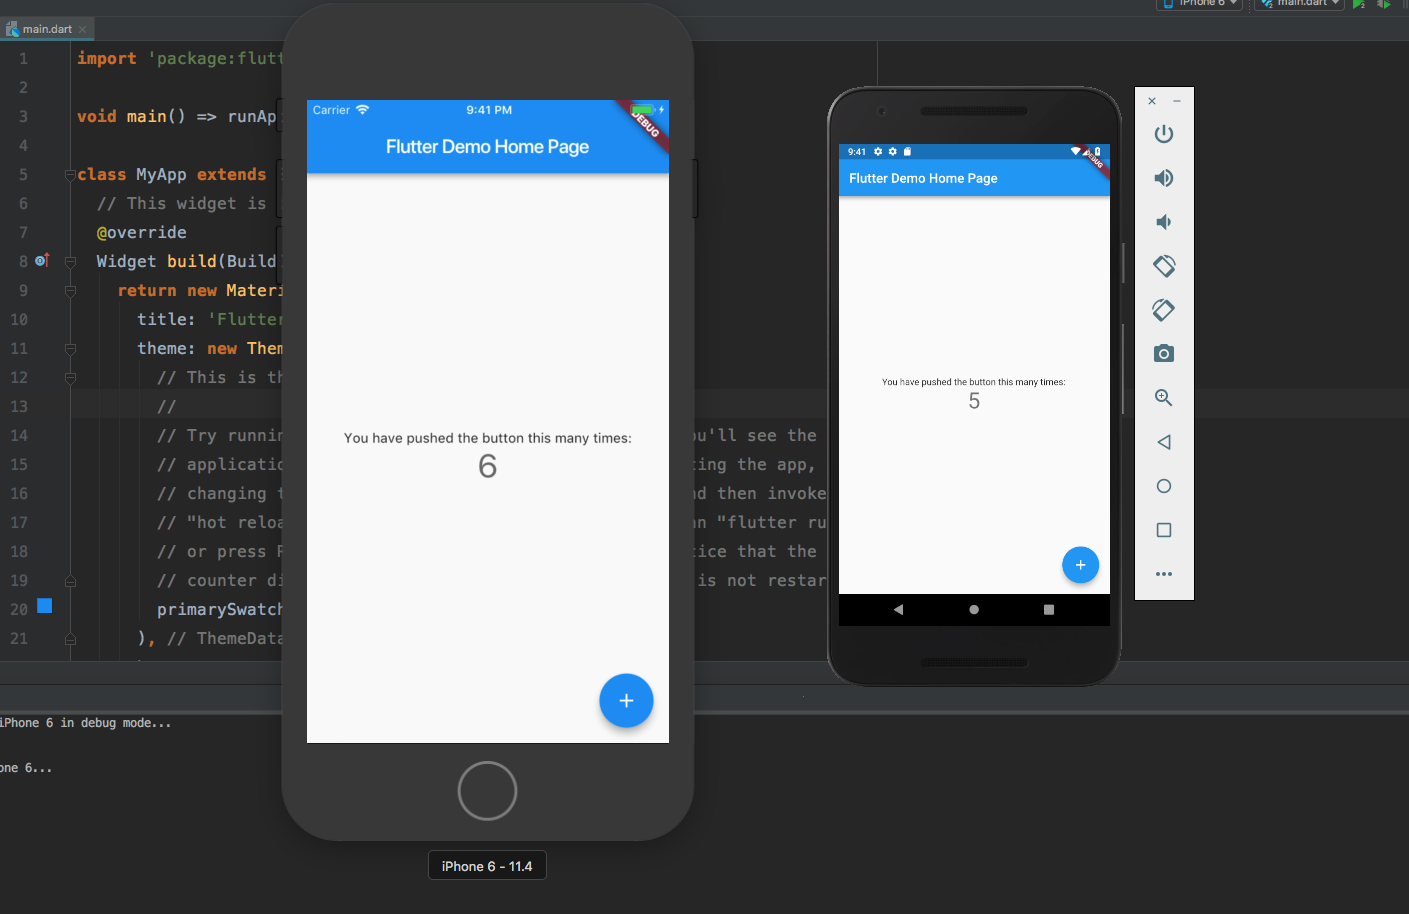 iPhone 6
main.dart
main.dart
1 import 'package:flutt
2
3 void main() => runAp
4
5 class MyApp extends
6 // This widget is
7 @override
8 Widget build(Build
9 return new Materi
10 title: 'Flutter
11 theme: new Them
12 // This is th
13 //
14 // Try runnin u'll see the
15 // applicatio ting the app,
16 // changing t d then invoke
17 // "hot reloa n "flutter ru
18 // or press tice that the
19 // counter di is not restar
20 primarySwatch
21 ), // ThemeData
iPhone 6 in debug mode...
one 6...
Carrier 9:41 PM
DEBUG
Flutter Demo Home Page
You have pushed the button this many times:
6
+
iPhone 6 - 11.4
9:41
DEBUG
Flutter Demo Home Page
You have pushed the button this many times:
5
+